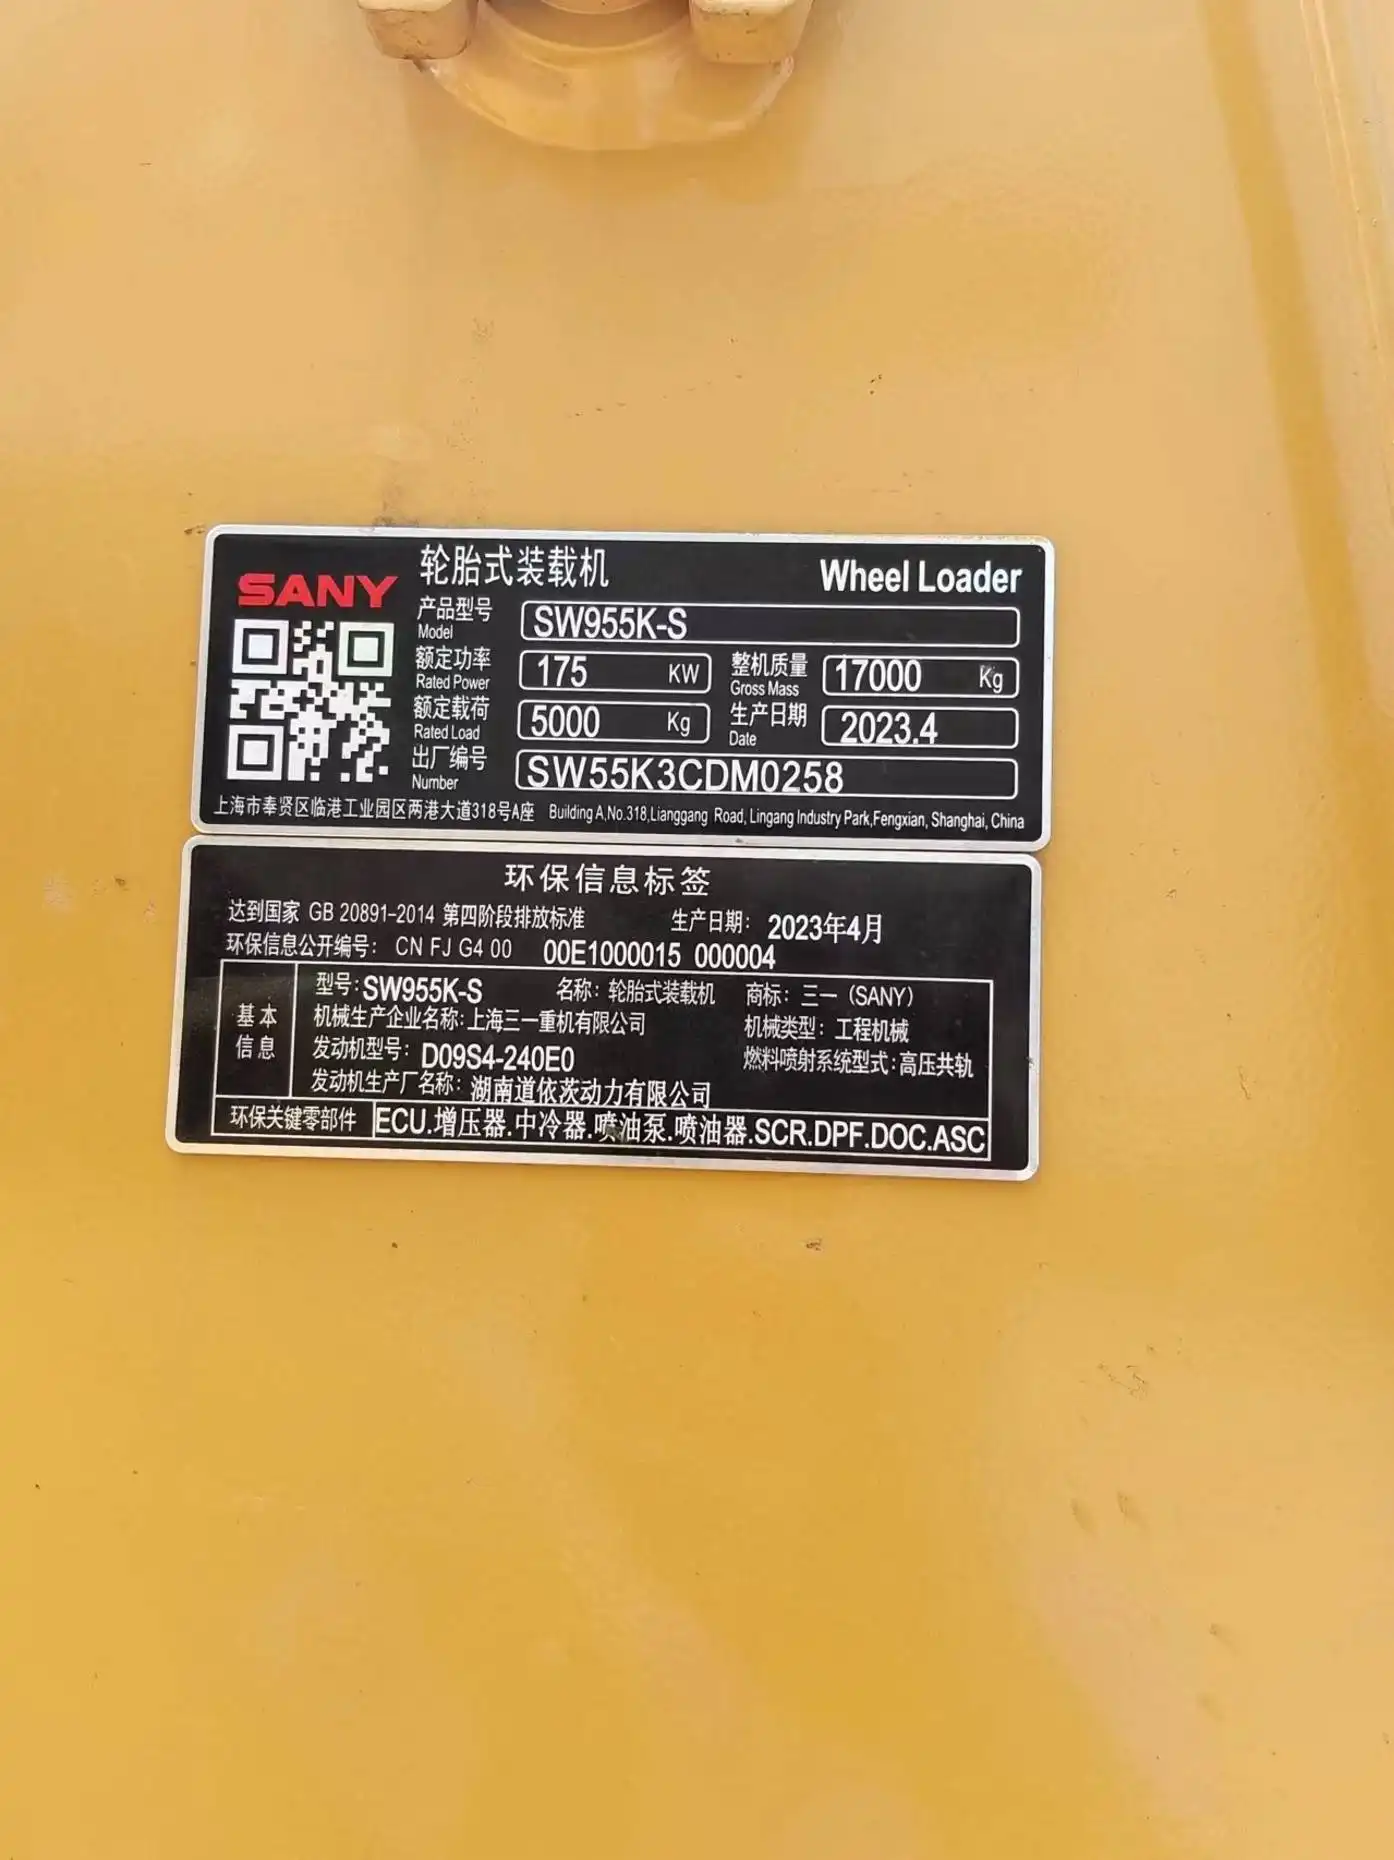 轮胎式装载机 Wheel Loader
SANY
产品型号 Model SW955K-S
额定功率 Rated Power 175 KW 整机质量 Gross Mass 17000 Kg
额定载荷 Rated Load 5000 Kg 生产日期 Date 2023.4
出厂编号 Number SW55K3CDM0258
上海市奉贤区临港工业园区两港大道318号A座 Building A,No.318,Lianggang Road, Lingang Industry Park,Fengxian, Shanghai, China
环保信息标签
达到国家 GB 20891-2014 第四阶段排放标准 生产日期: 2023年4月
环保信息公开编号: CN FJ G4 00 00E1000015 000004
基本信息
型号: SW955K-S 名称: 轮胎式装载机 商标: 三一 (SANY)
机械生产企业名称: 上海三一重机有限公司 机械类型: 工程机械
发动机型号: D09S4-240E0 燃料喷射系统型式: 高压共轨
发动机生产厂名称: 湖南道依茨动力有限公司
环保关键零部件 ECU.增压器.中冷器.喷油泵.喷油器.SCR.DPF.DOC.ASC